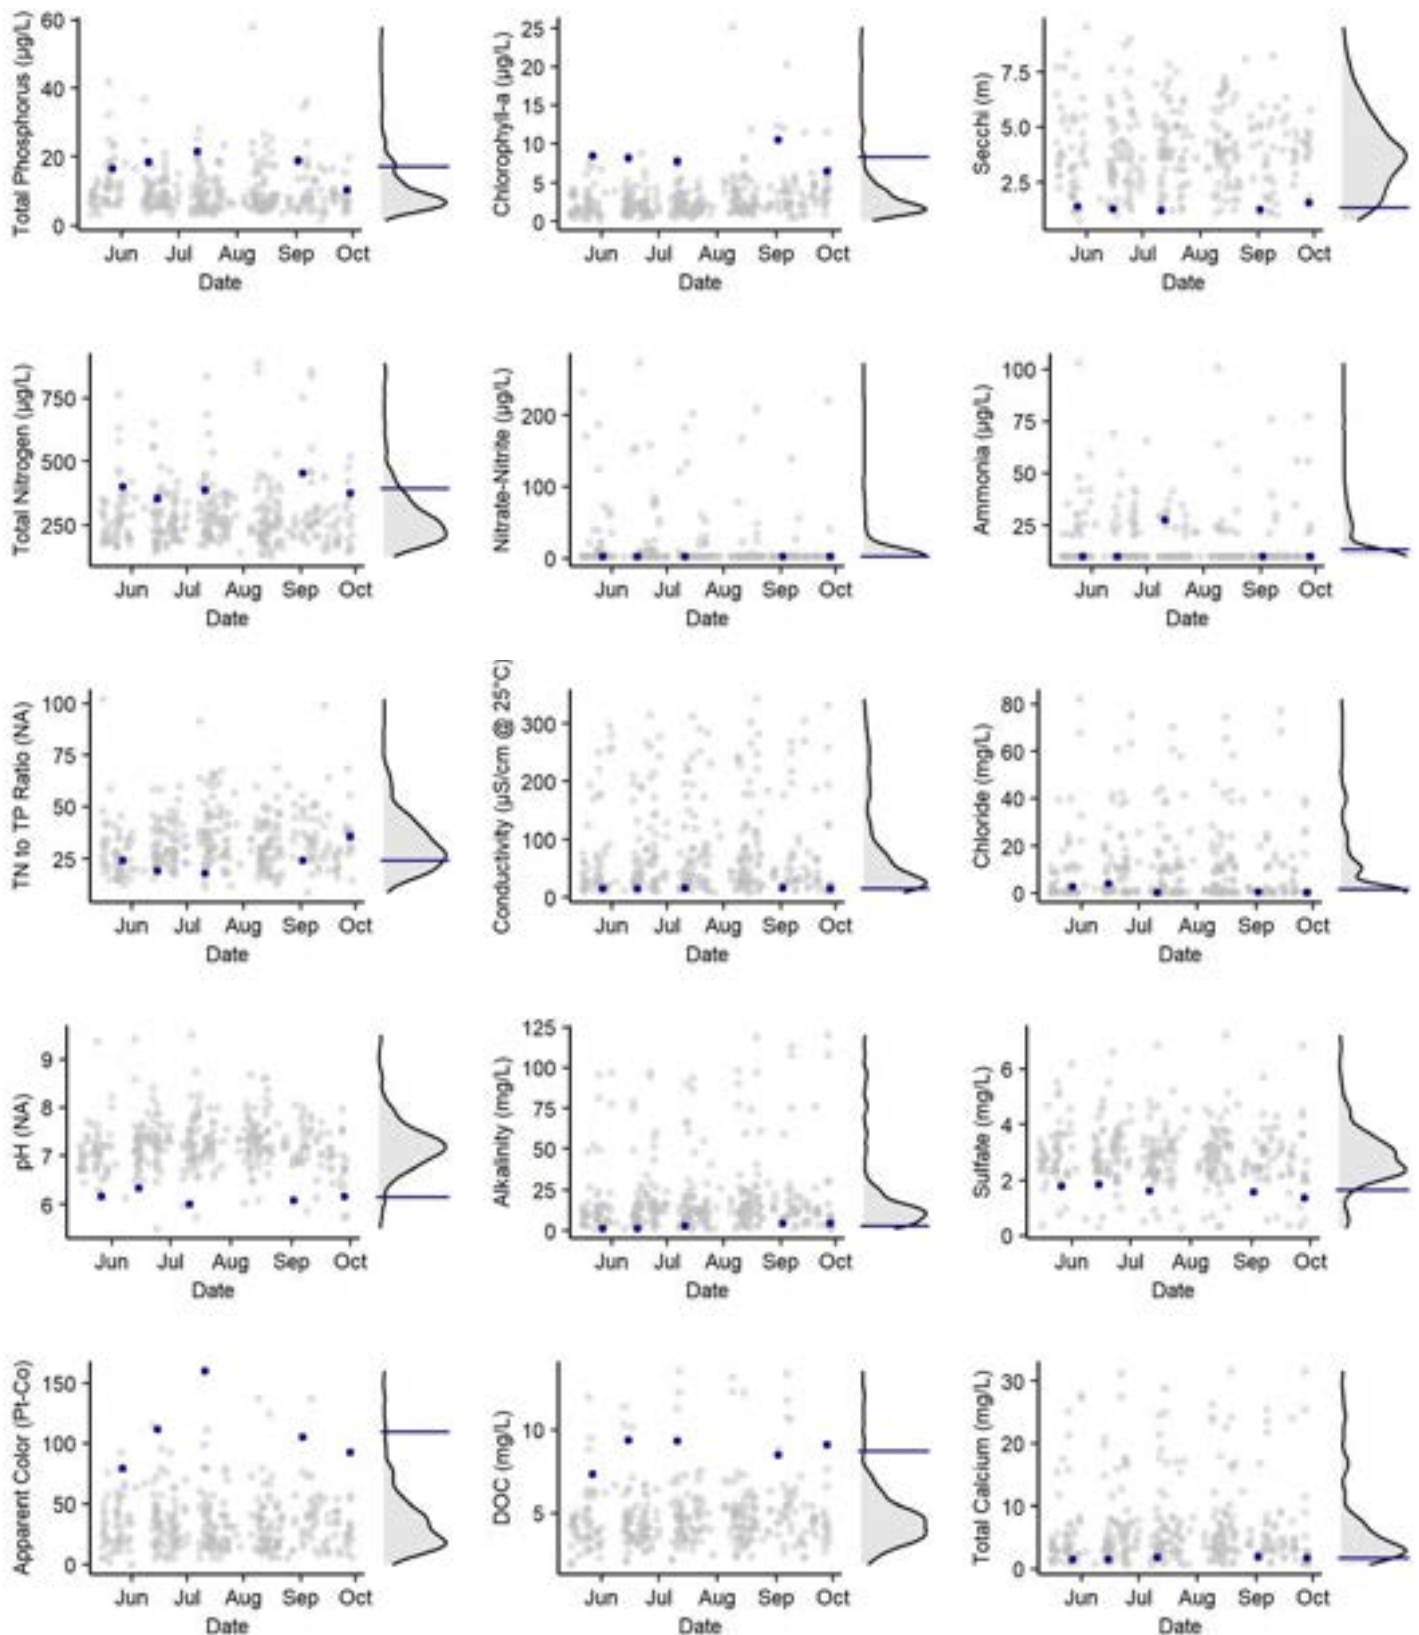 Total Phosphorus (µg/L)
60
40
20
0
Jun Jul Aug Sep Oct
Date
Chlorophyll-a (µg/L)
25
20
15
10
5
0
Jun Jul Aug Sep Oct
Date
Secchi (m)
7.5
5.0
2.5
Jun Jul Aug Sep Oct
Date
Total Nitrogen (µg/L)
750
500
250
Jun Jul Aug Sep Oct
Date
Nitrate-Nitrite (µg/L)
200
100
0
Jun Jul Aug Sep Oct
Date
Ammonia (µg/L)
100
75
50
25
Jun Jul Aug Sep Oct
Date
TN to TP Ratio (NA)
100
75
50
25
Jun Jul Aug Sep Oct
Date
Conductivity (µS/cm @ 25°C)
300
200
100
0
Jun Jul Aug Sep Oct
Date
Chloride (mg/L)
80
60
40
20
0
Jun Jul Aug Sep Oct
Date
pH (NA)
9
8
7
6
Jun Jul Aug Sep Oct
Date
Alkalinity (mg/L)
125
100
75
50
25
0
Jun Jul Aug Sep Oct
Date
Sulfate (mg/L)
6
4
2
0
Jun Jul Aug Sep Oct
Date
Apparent Color (Pt-Co)
150
100
50
0
Jun Jul Aug Sep Oct
Date
DOC (mg/L)
10
5
Jun Jul Aug Sep Oct
Date
Total Calcium (mg/L)
30
20
10
0
Jun Jul Aug Sep Oct
Date